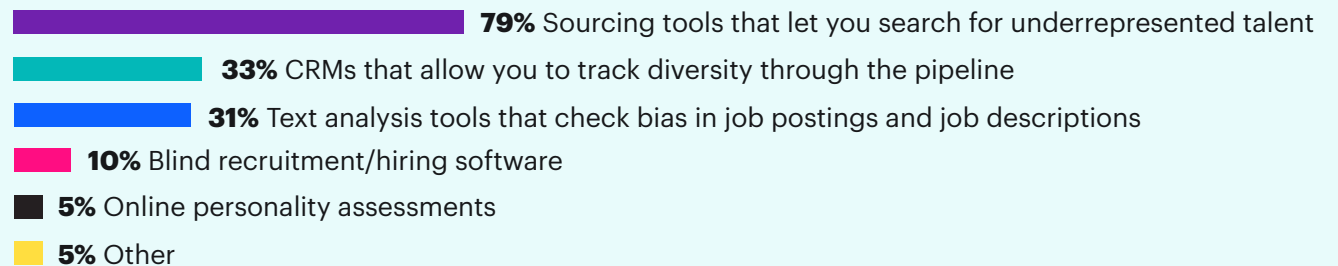 79% Sourcing tools that let you search for underrepresented talent
33% CRMs that allow you to track diversity through the pipeline
31% Text analysis tools that check bias in job postings and job descriptions
10% Blind recruitment/hiring software
5% Online personality assessments
5% Other